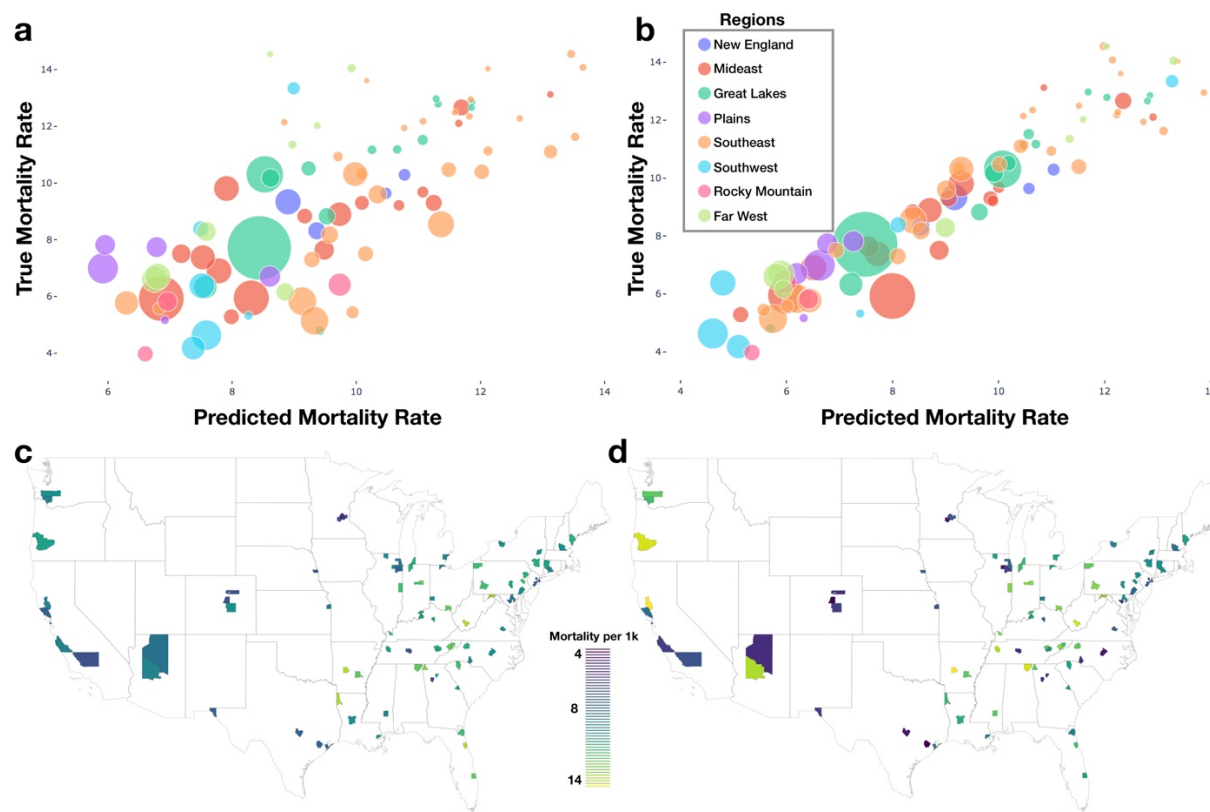 a
b
Regions
New England
Mideast
Great Lakes
Plains
Southeast
Southwest
Rocky Mountain
Far West
True Mortality Rate
14
12
10
8
6
4
6
8
10
12
14
Predicted Mortality Rate
True Mortality Rate
14
12
10
8
6
4
4
6
8
10
12
Predicted Mortality Rate
c
d
Mortality per 1k
4
8
14